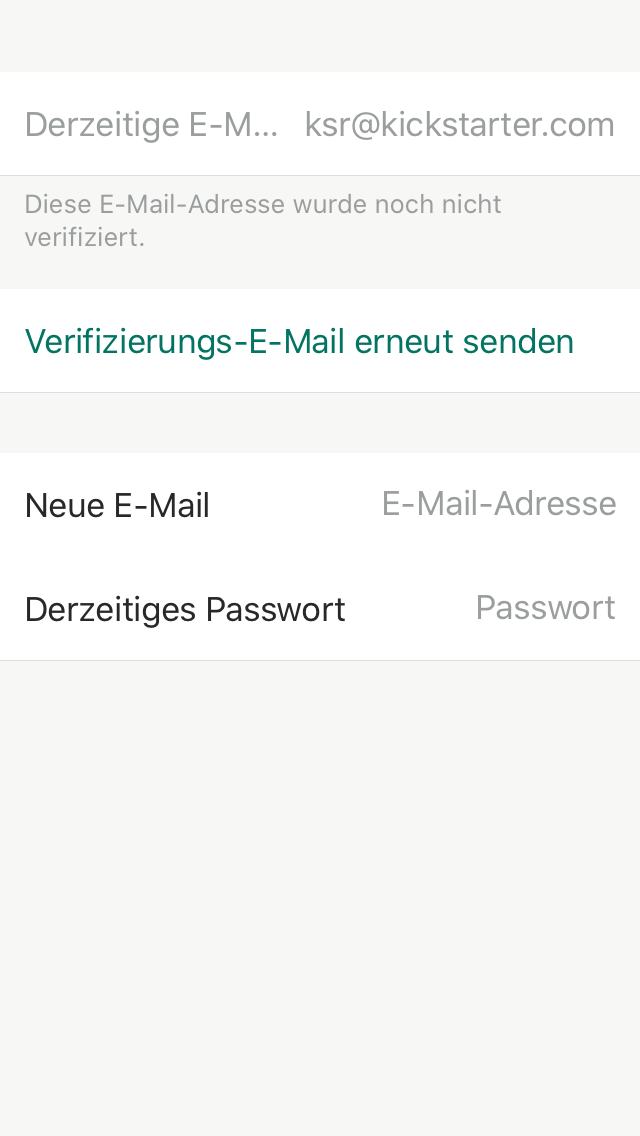 Derzeitige E-M... ksr@kickstarter.com
Diese E-Mail-Adresse wurde noch nicht
verifiziert.
Verifizierungs-E-Mail erneut senden
Neue E-Mail E-Mail-Adresse
Derzeitiges Passwort Passwort